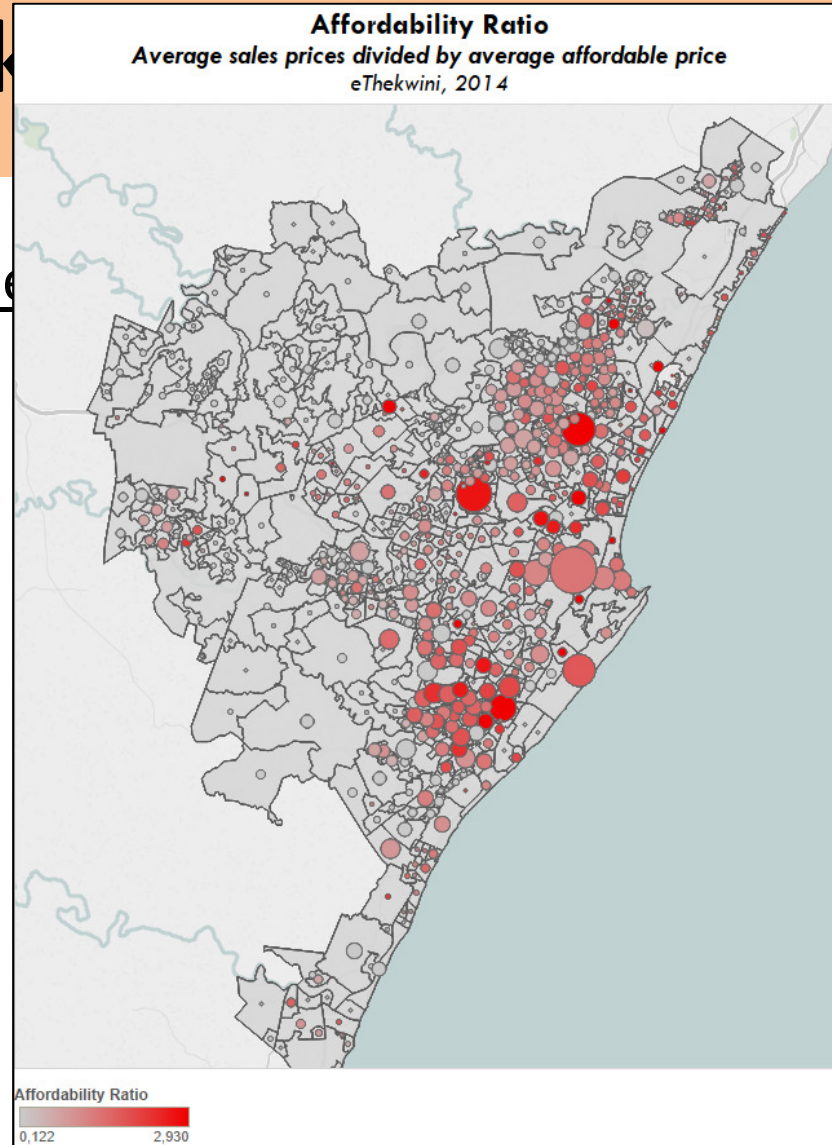 Affordability Ratio
Average sales prices divided by average affordable price
eThekwini, 2014
Affordability Ratio
0,122 2,930